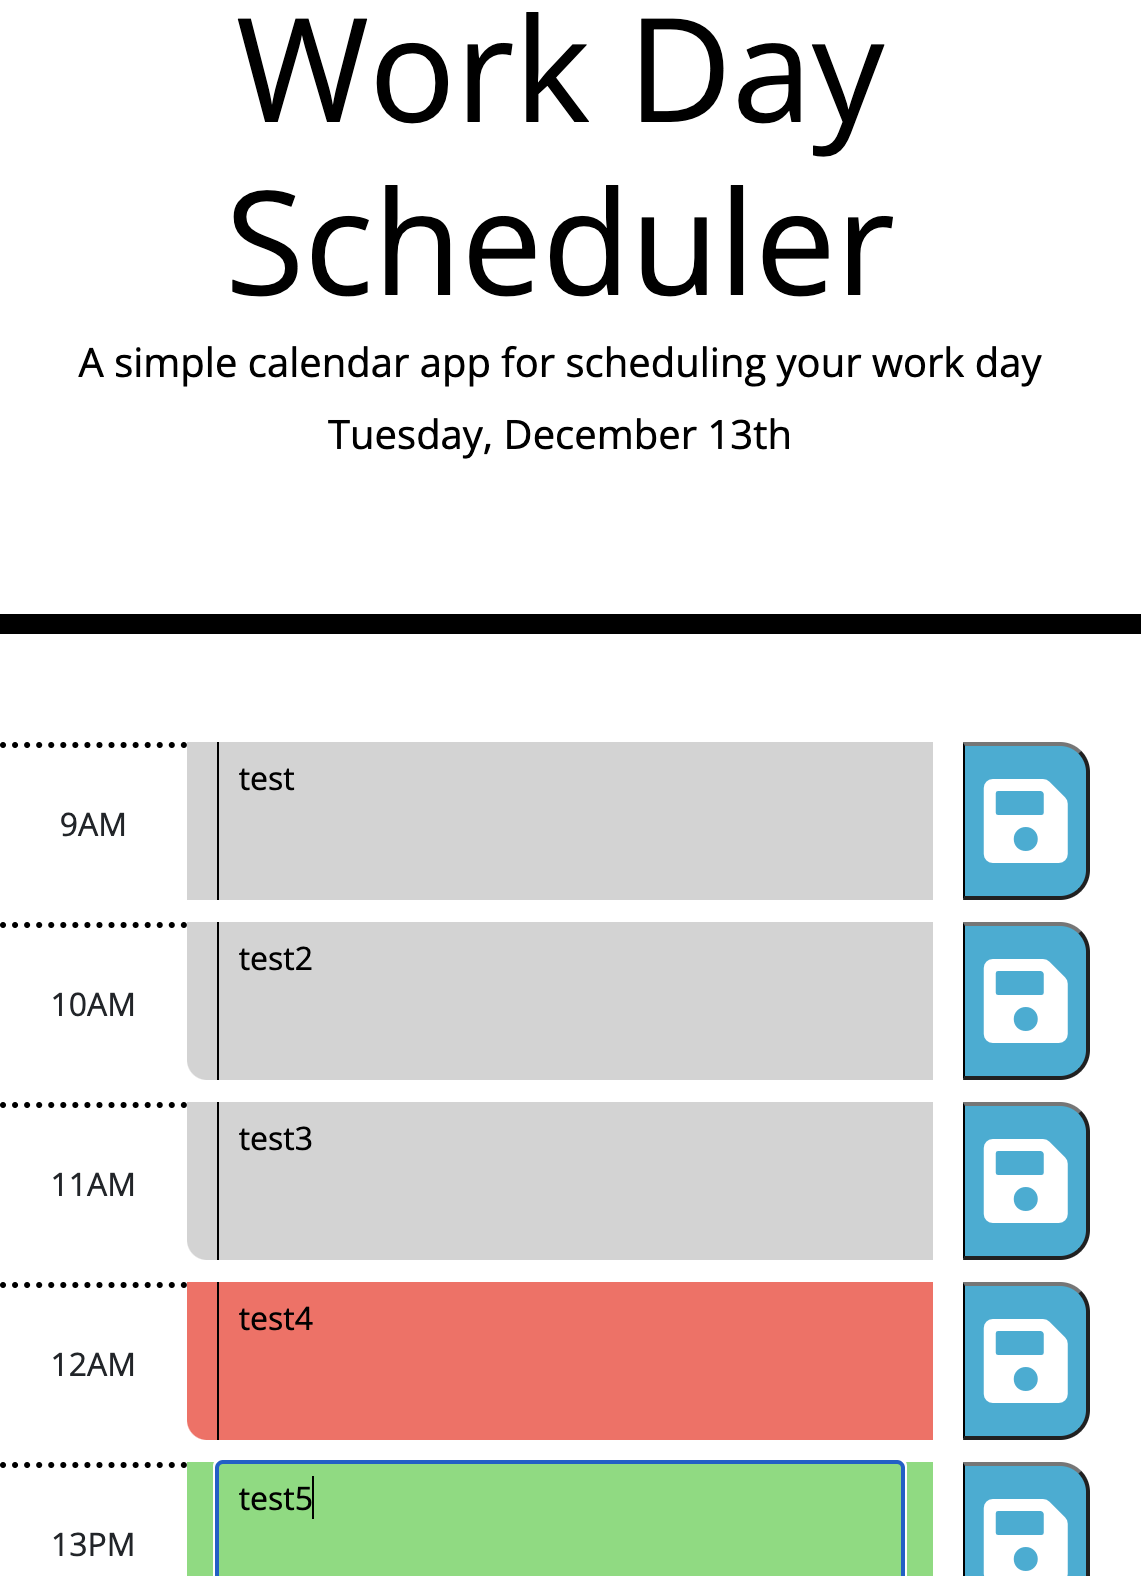 Work Day
Scheduler
A simple calendar app for scheduling your work day
Tuesday, December 13th
9AM
test
10AM
test2
11AM
test3
12AM
test4
13PM
test5